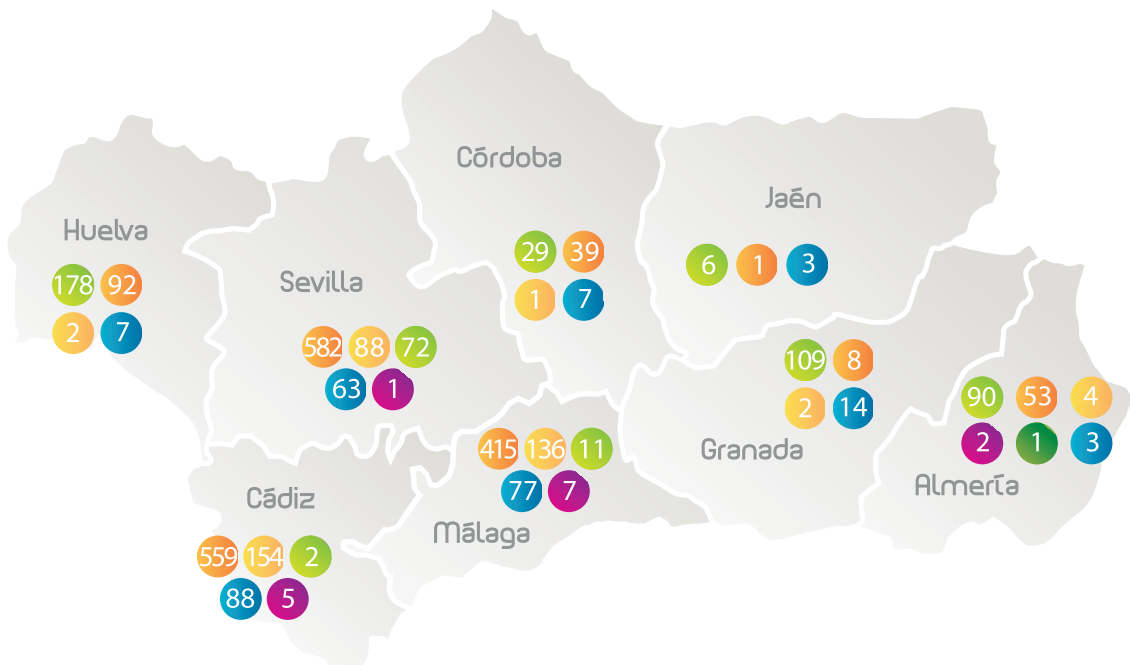 Córdoba
29 39
1 7
Jaén
6 1 3
Huelva
178 92
2 7
Sevilla
582 88 72
63 1
109 8
2 14
Granada
90 53 4
2 1 3
Almería
415 136 11
77 7
Málaga
Cádiz
559 154 2
88 5